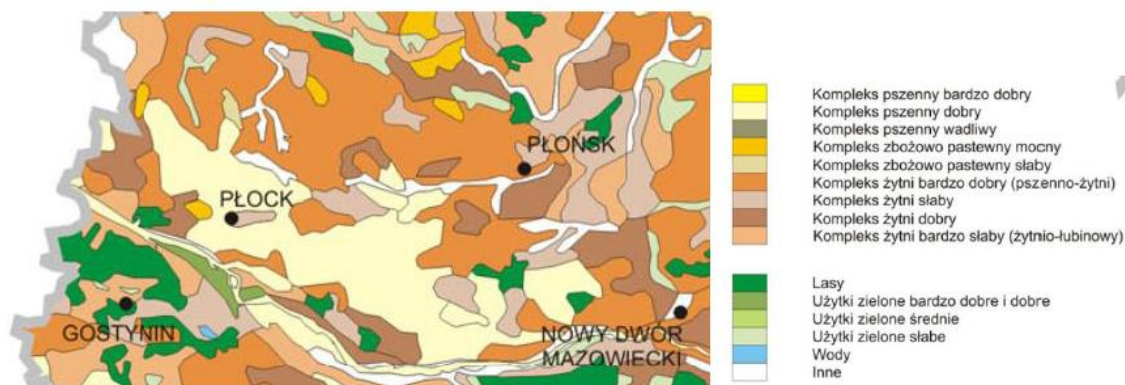 PŁOŃSK
PŁOCK
GOSTYNIN
NOWY DWÓR
MAZOWIECKI
Kompleks pszenny bardzo dobry
Kompleks pszenny dobry
Kompleks pszenny wadliwy
Kompleks zbożowo pastewny mocny
Kompleks zbożowo pastewny słaby
Kompleks żytni bardzo dobry (pszenno-żytni)
Kompleks żytni słaby
Kompleks żytni dobry
Kompleks żytni bardzo słaby (żytnio-łubinowy)
Lasy
Użytki zielone bardzo dobre i dobre
Użytki zielone średnie
Użytki zielone słabe
Wody
Inne